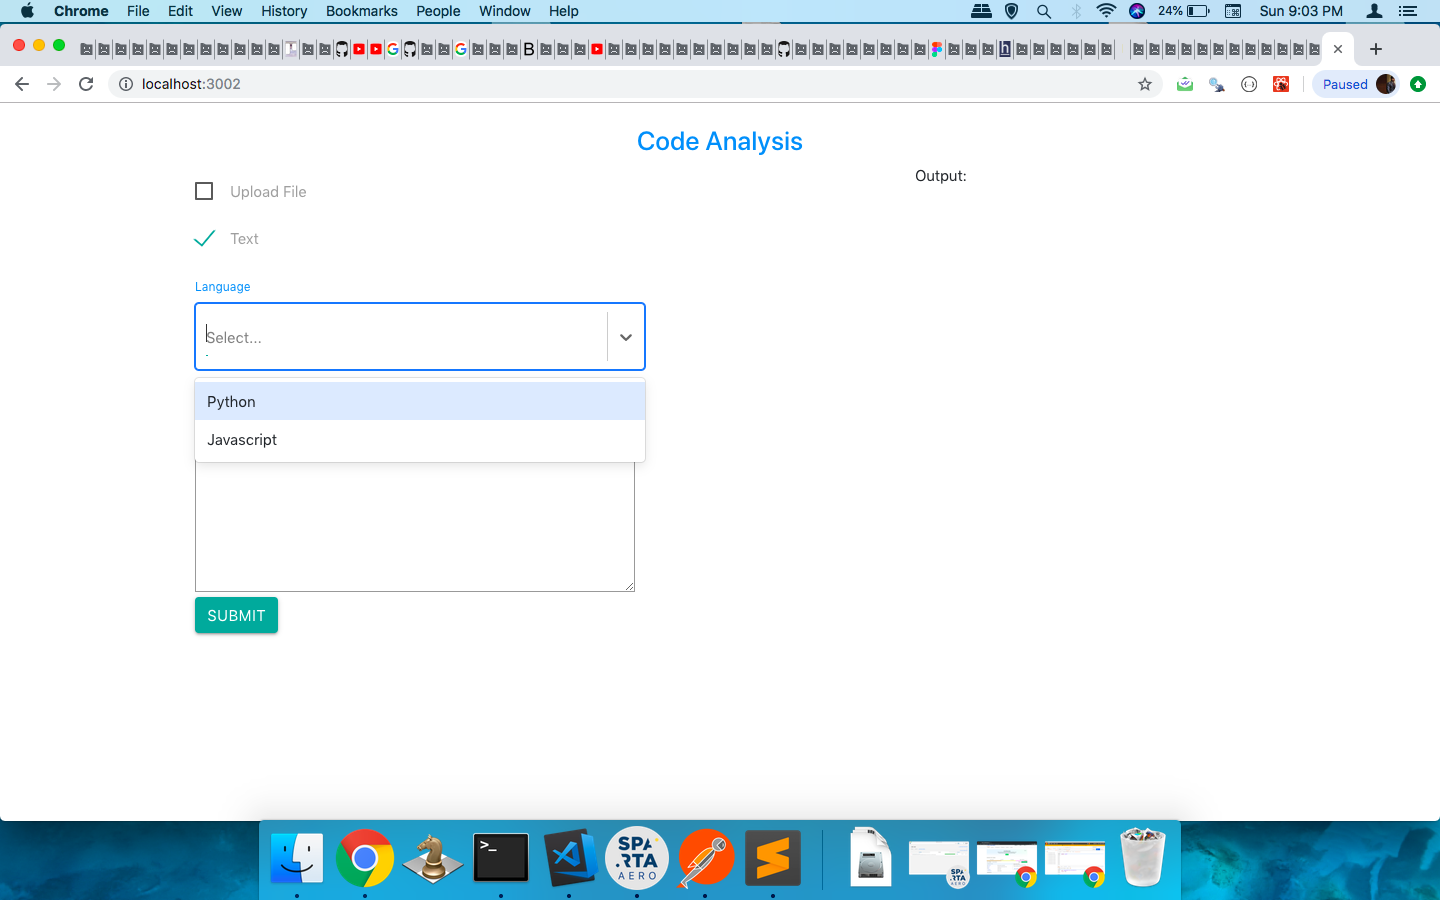 Chrome File Edit View History Bookmarks People Window Help 24% Sun 9:03 PM
localhost:3002 Paused
Code Analysis
Upload File
Output:
Text
Language
Select...
Python
Javascript
SUBMIT
>_
SPA
RTA
AERO